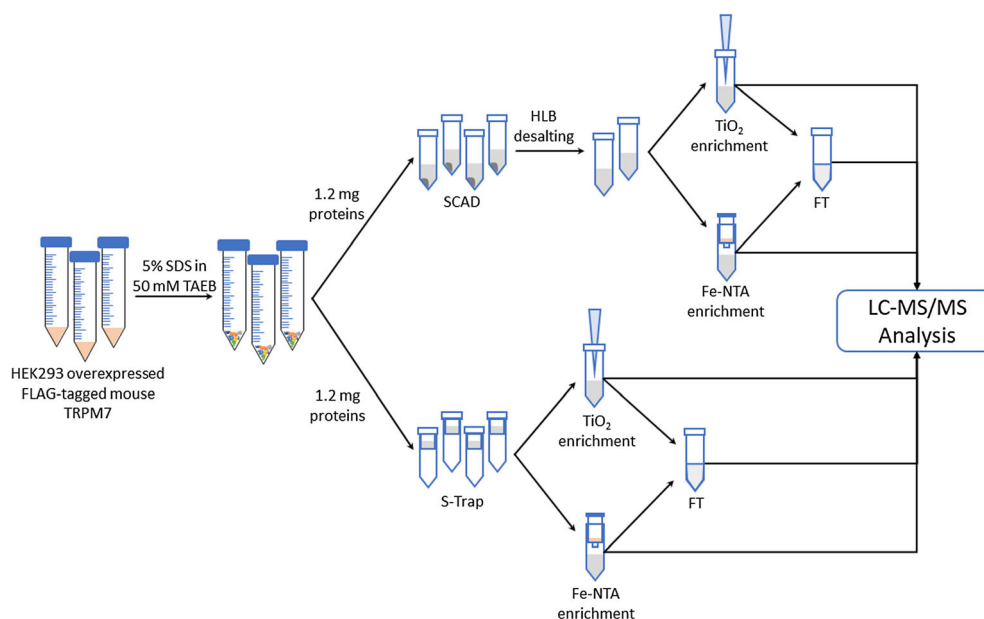 HEK293 overexpressed
FLAG-tagged mouse
TRPM7
5% SDS in
50 mM TAEB
1.2 mg
proteins
SCAD
HLB
desalting
TiO₂
enrichment
FT
Fe-NTA
enrichment
1.2 mg
proteins
S-Trap
TiO₂
enrichment
FT
Fe-NTA
enrichment
LC-MS/MS
Analysis